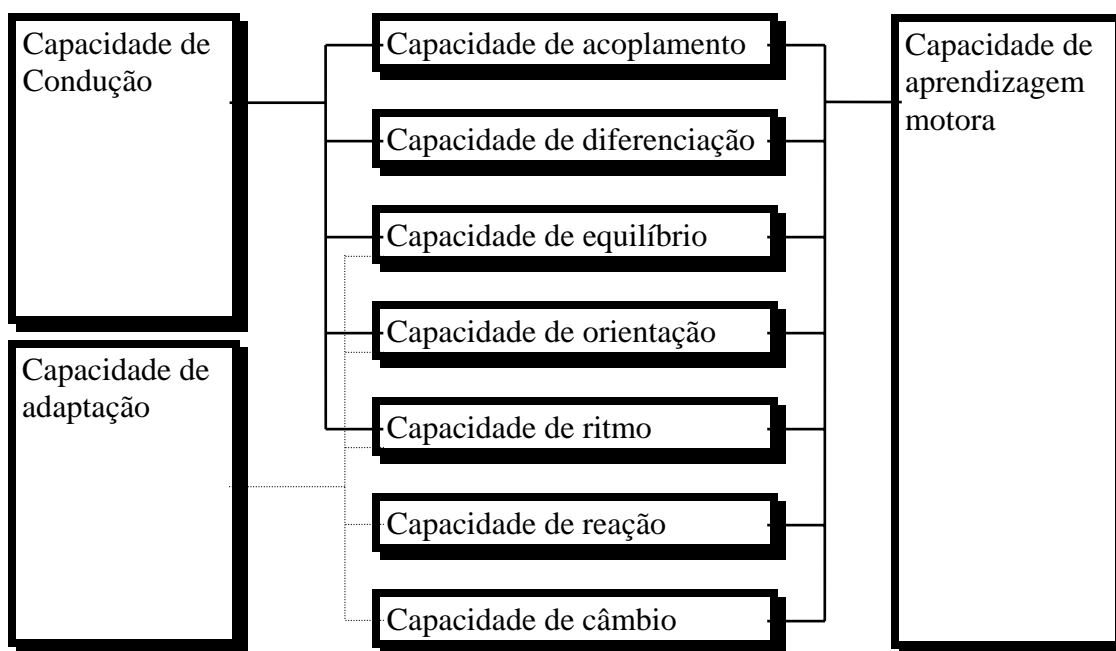 Capacidade de
Condução
Capacidade de
adaptação
Capacidade de acoplamento
Capacidade de diferenciação
Capacidade de equilíbrio
Capacidade de orientação
Capacidade de ritmo
Capacidade de reação
Capacidade de câmbio
Capacidade de
aprendizagem
motora